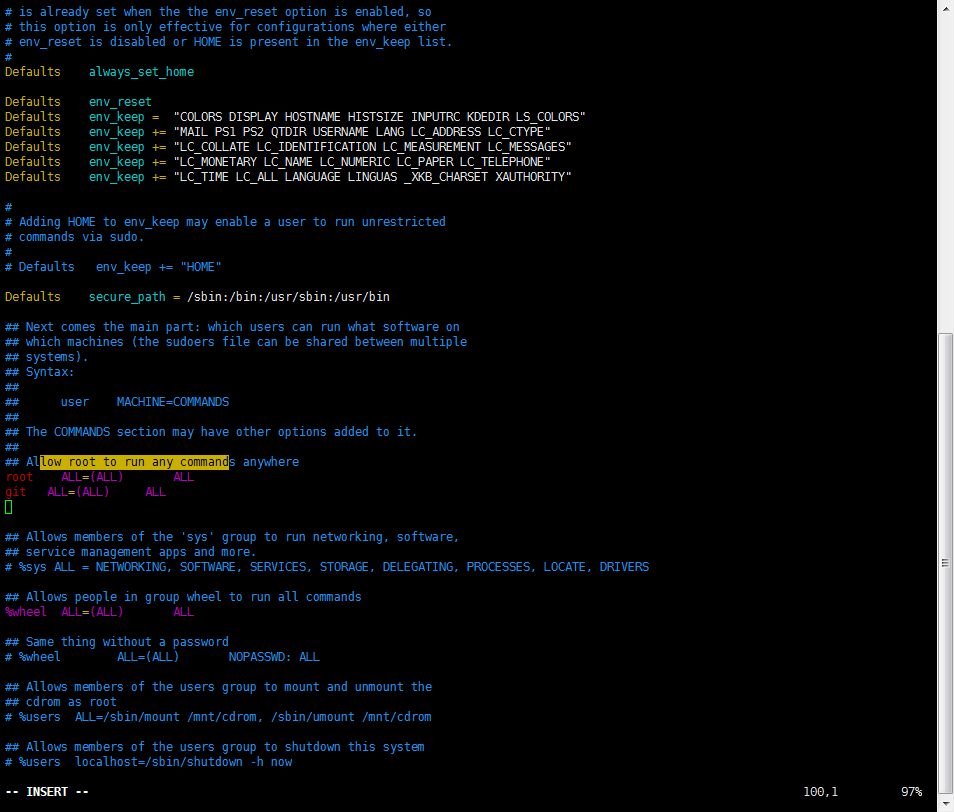 # is already set when the the env_reset option is enabled, so
# this option is only effective for configurations where either
# env_reset is disabled or HOME is present in the env_keep list.
#
Defaults    always_set_home

Defaults    env_reset
Defaults    env_keep =  "COLORS DISPLAY HOSTNAME HISTSIZE INPUTRC KDEDIR LS_COLORS"
Defaults    env_keep += "MAIL PS1 PS2 QTDIR USERNAME LANG LC_ADDRESS LC_CTYPE"
Defaults    env_keep += "LC_COLLATE LC_IDENTIFICATION LC_MEASUREMENT LC_MESSAGES"
Defaults    env_keep += "LC_MONETARY LC_NAME LC_NUMERIC LC_PAPER LC_TELEPHONE"
Defaults    env_keep += "LC_TIME LC_ALL LANGUAGE LINGUAS _XKB_CHARSET XAUTHORITY"

#
# Adding HOME to env_keep may enable a user to run unrestricted
# commands via sudo.
#
# Defaults   env_keep += "HOME"

Defaults    secure_path = /sbin:/bin:/usr/sbin:/usr/bin

## Next comes the main part: which users can run what software on
## which machines (the sudoers file can be shared between multiple
## systems).
## Syntax:
##
##      user    MACHINE=COMMANDS
##
## The COMMANDS section may have other options added to it.
##
## Allow root to run any commands anywhere
root    ALL=(ALL)       ALL
git   ALL=(ALL)     ALL

## Allows members of the 'sys' group to run networking, software,
## service management apps and more.
# %sys ALL = NETWORKING, SOFTWARE, SERVICES, STORAGE, DELEGATING, PROCESSES, LOCATE, DRIVERS

## Allows people in group wheel to run all commands
%wheel  ALL=(ALL)       ALL

## Same thing without a password
# %wheel        ALL=(ALL)       NOPASSWD: ALL

## Allows members of the users group to mount and unmount the
## cdrom as root
# %users  ALL=/sbin/mount /mnt/cdrom, /sbin/umount /mnt/cdrom

## Allows members of the users group to shutdown this system
# %users  localhost=/sbin/shutdown -h now

-- INSERT --    100,1    97%